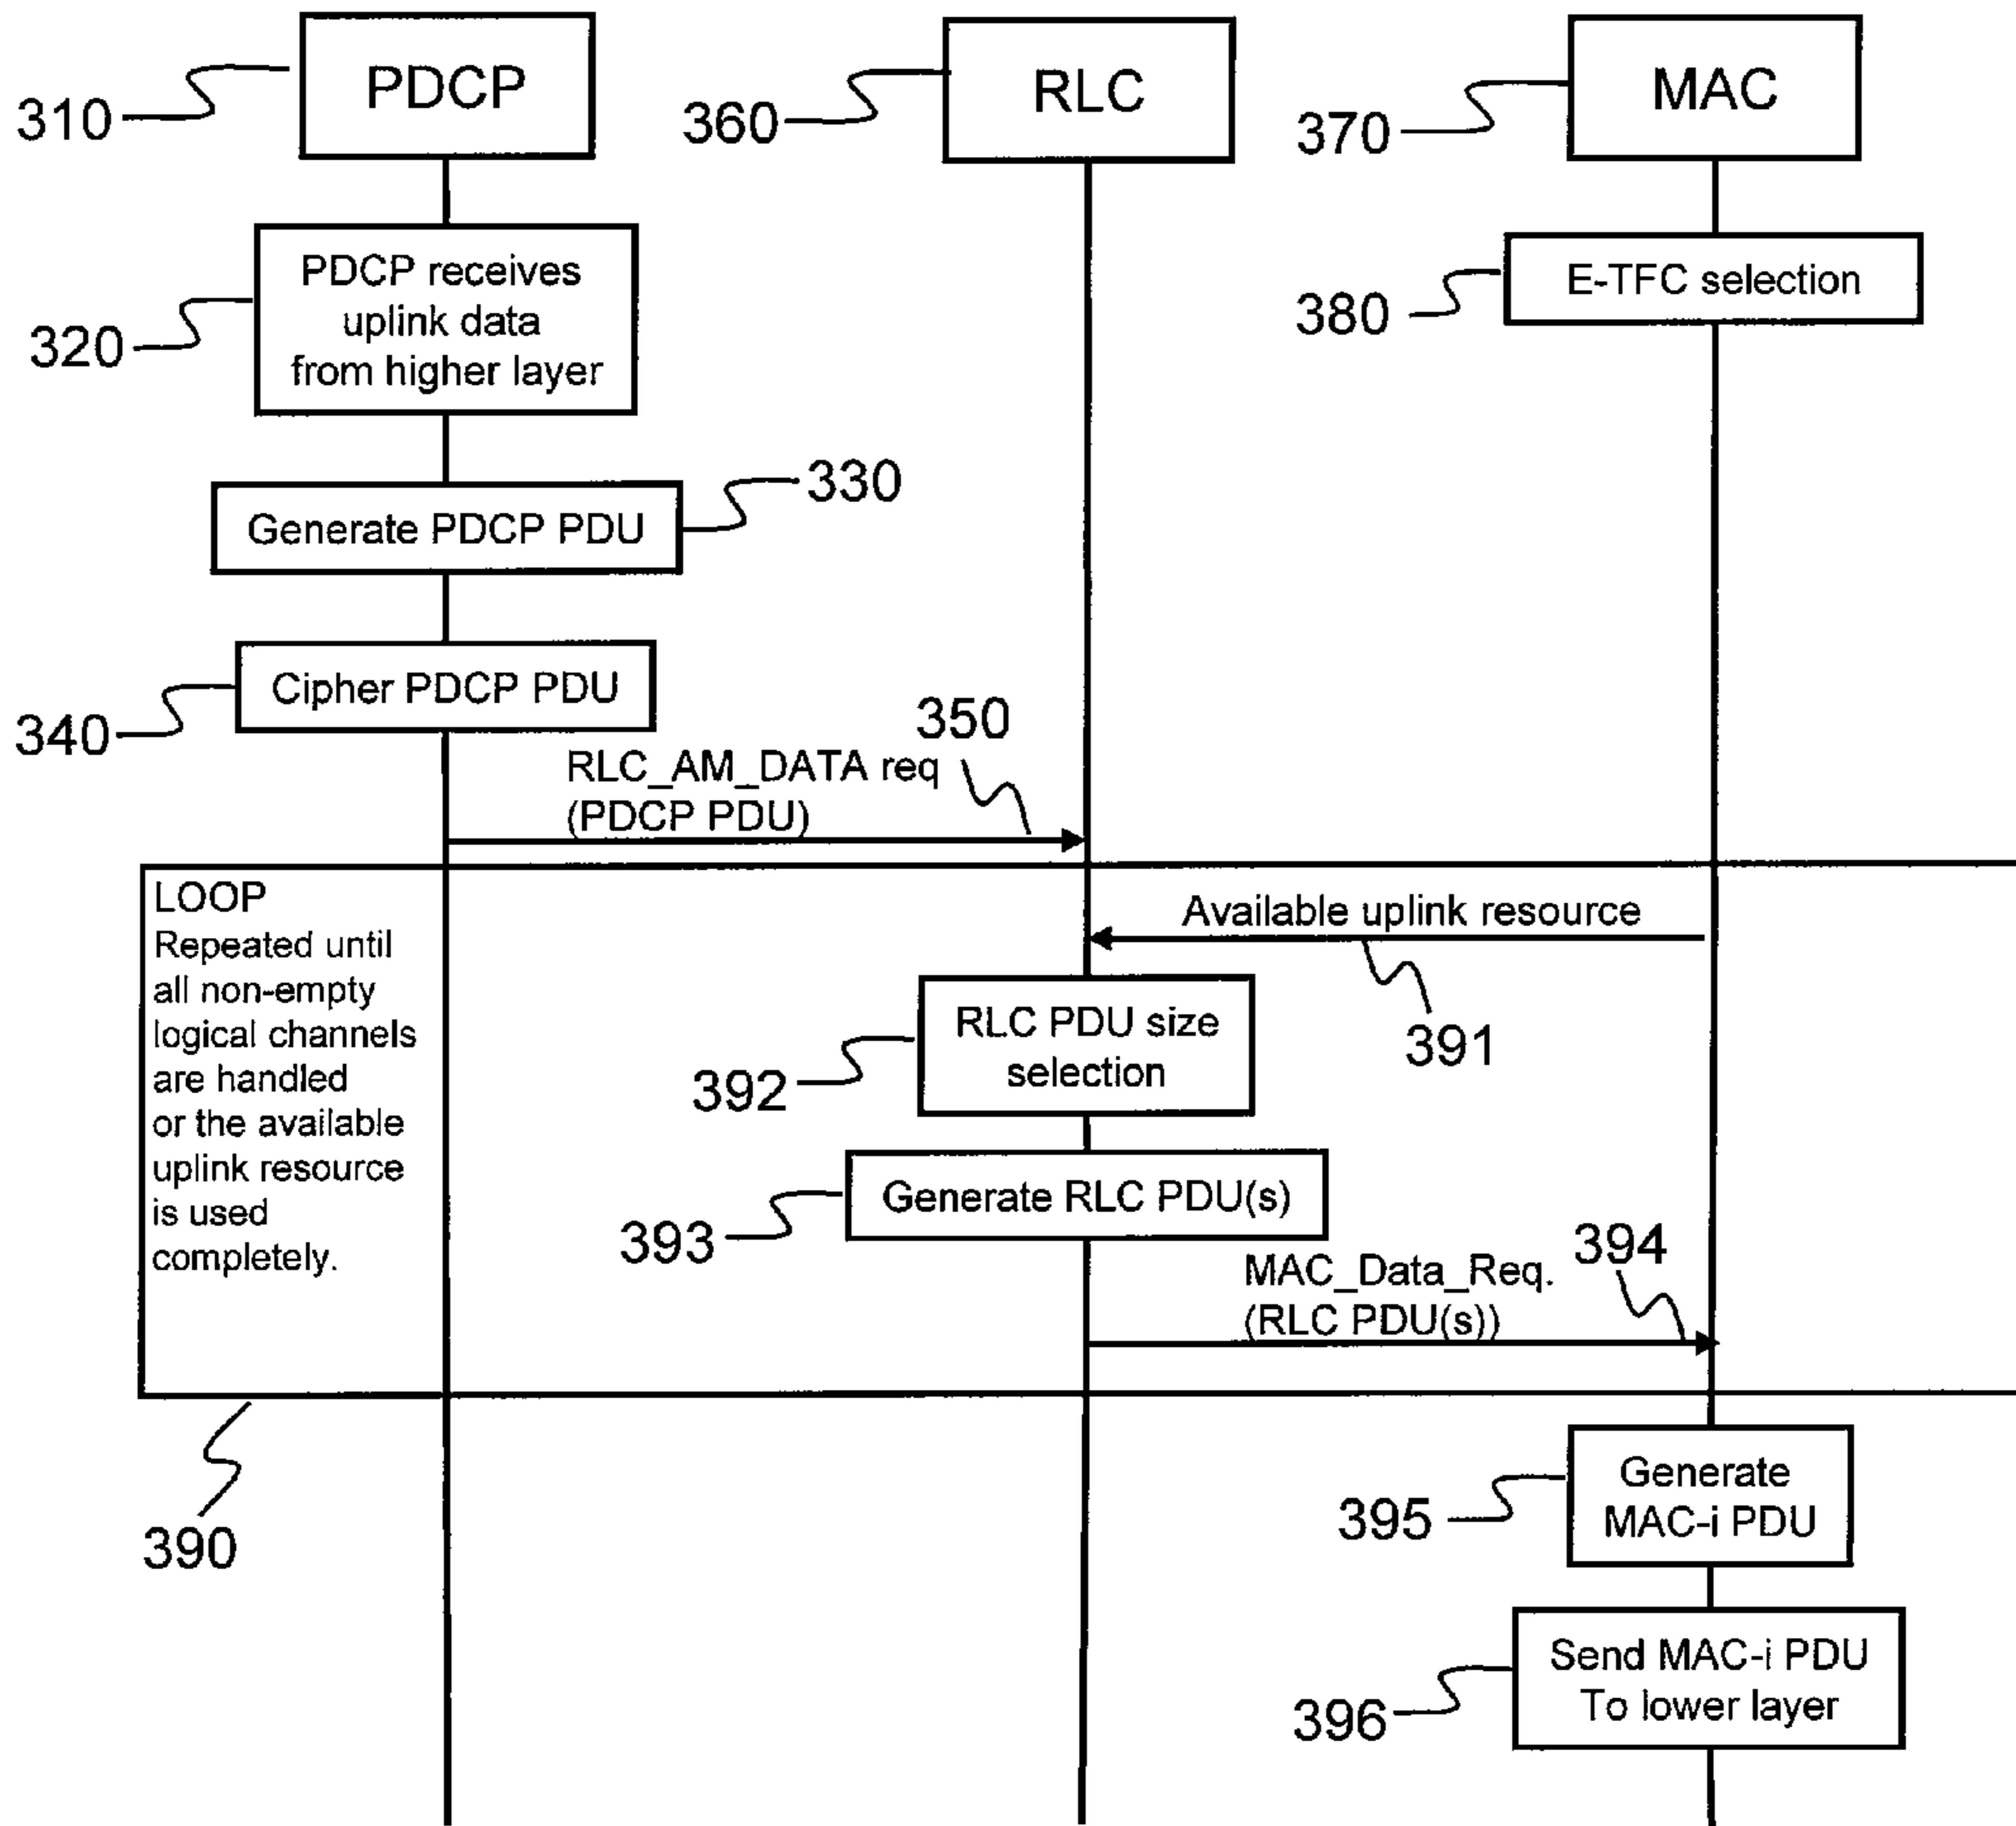 PDCP
RLC
MAC
310
360
370
PDCP receives
uplink data
from higher layer
320
E-TFC selection
380
330
Generate PDCP PDU
Cipher PDCP PDU
340
350
RLC_AM_DATA req
(PDCP PDU)
LOOP
Repeated until
all non-empty
logical channels
are handled
or the available
uplink resource
is used
completely.
Available uplink resource
391
RLC PDU size
selection
392
Generate RLC PDU(s)
393
394
MAC_Data_Req.
(RLC PDU(s))
390
Generate
MAC-i PDU
395
Send MAC-i PDU
To lower layer
396